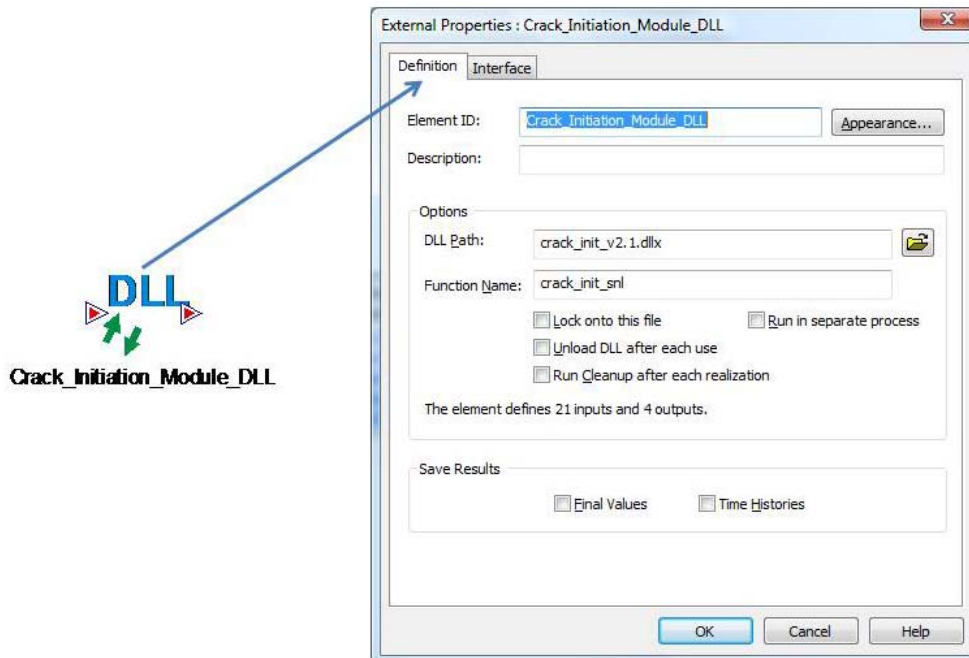 External Properties : Crack_Initiation_Module_DLL
Definition Interface
Element ID: Crack_Initiation_Module_DLL Appearance...
Description:
Options
DLL Path: crack_init_v2.1.dllx
Function Name: crack_init_snl
Lock onto this file Run in separate process
Unload DLL after each use
Run Cleanup after each realization
The element defines 21 inputs and 4 outputs.
Save Results
Final Values Time Histories
OK Cancel Help
DLL
Crack_Initiation_Module_DLL